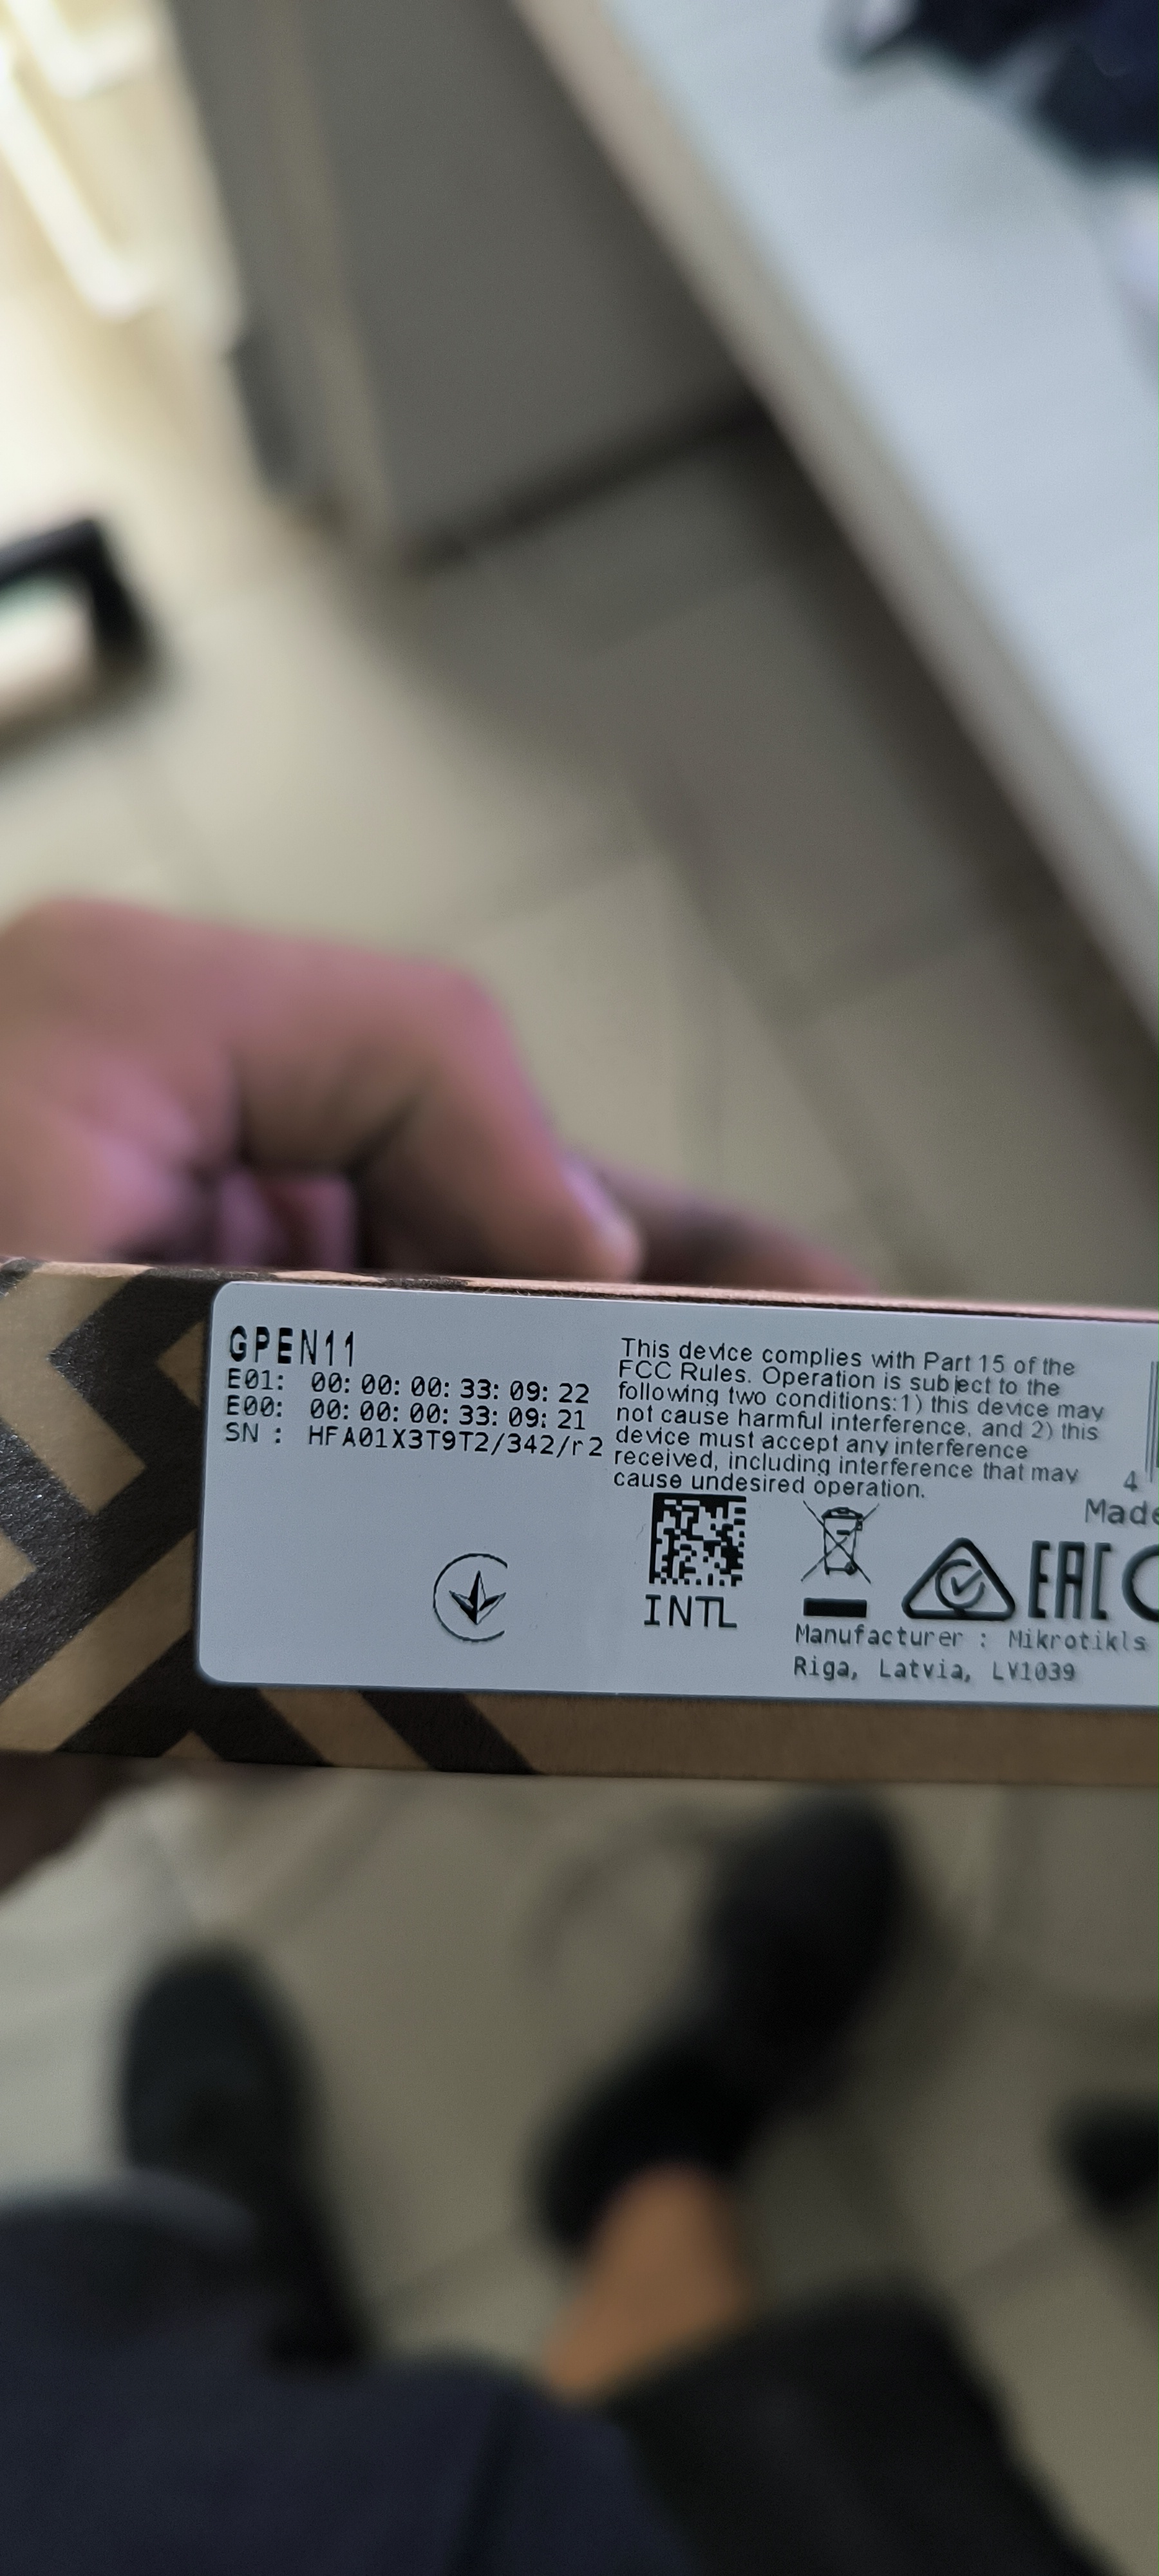 GPEN11
E01: 00:00:00:33:09:22
E00: 00:00:00:33:09:21
SN : HFA01X3T9T2/342/r2
This device complies with Part 15 of the
FCC Rules. Operation is subject to the
following two conditions:1) this device may
not cause harmful interference, and 2) this
device must accept any interference
received, including interference that may
cause undesired operation.
4
Made
INTL
EAC
Manufacturer : Mikrotikls
Riga, Latvia, LV1039